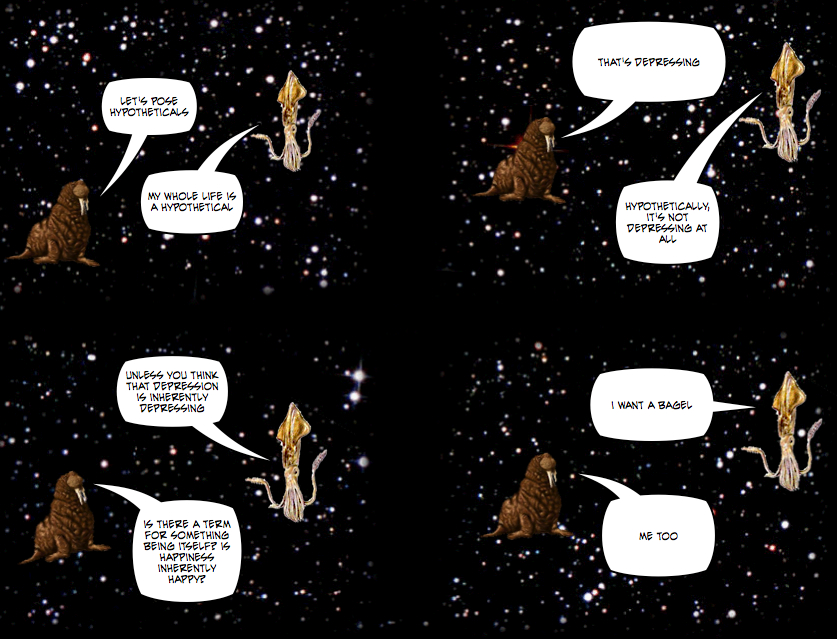 LET'S POSE
HYPOTHETICALS
MY WHOLE LIFE IS
A HYPOTHETICAL
THAT'S DEPRESSING
HYPOTHETICALLY,
IT'S NOT
DEPRESSING AT
ALL
UNLESS YOU THINK
THAT DEPRESSION
IS INHERENTLY
DEPRESSING
IS THERE A TERM
FOR SOMETHING
BEING ITSELF? IS
HAPPINESS
INHERENTLY
HAPPY?
I WANT A BAGEL
ME TOO